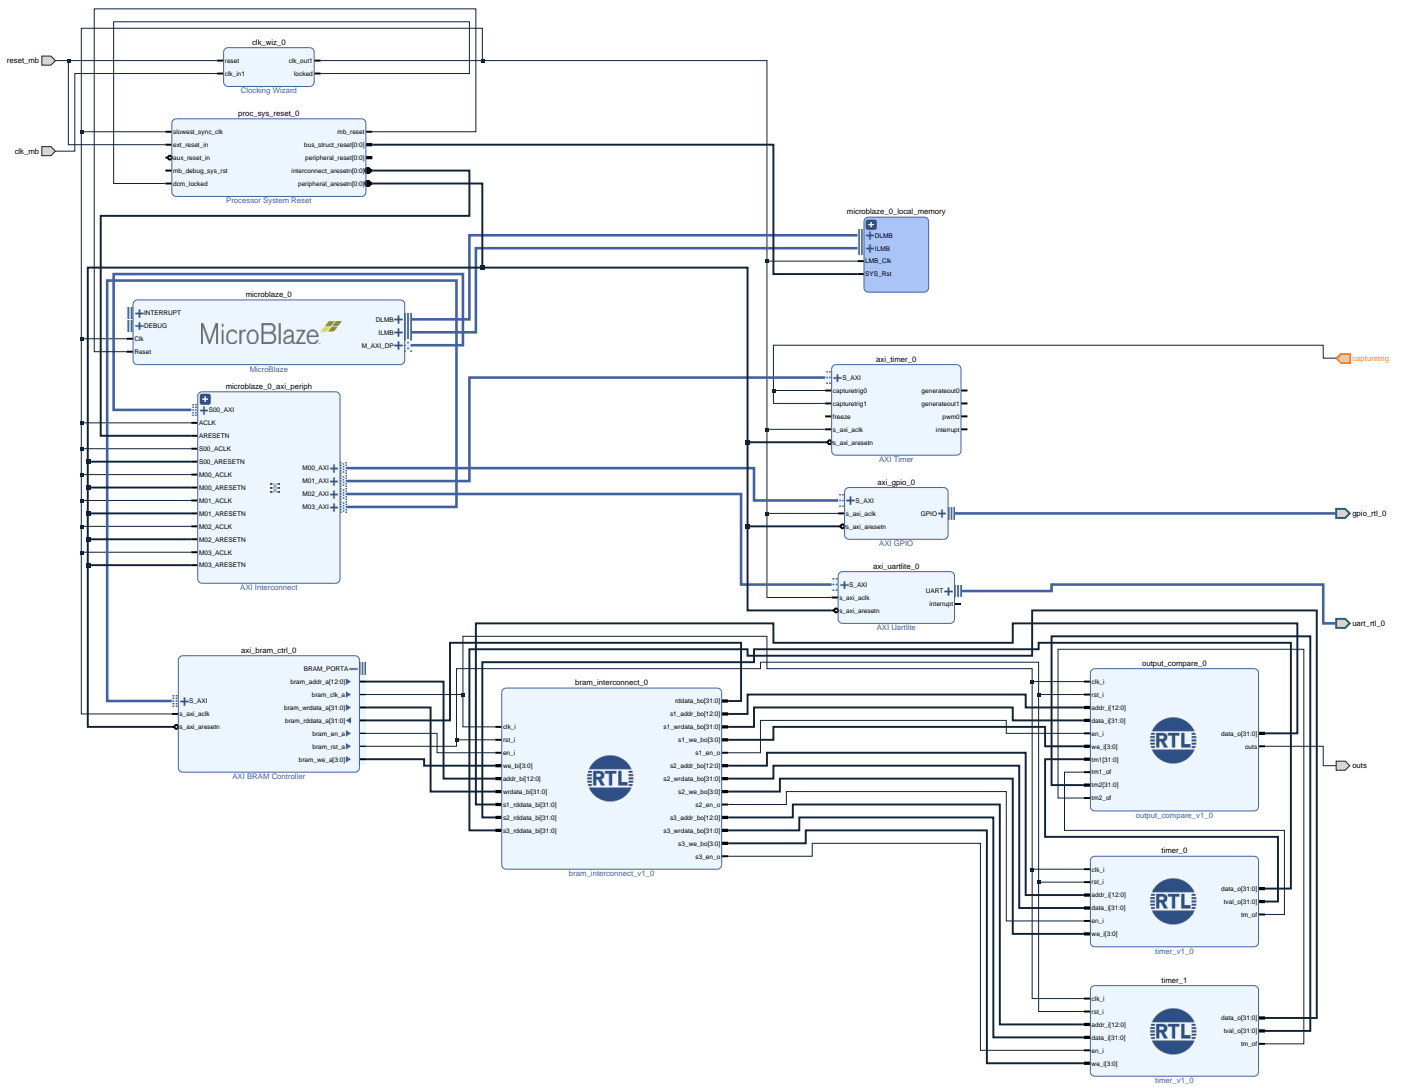 clk_wiz_0
reset_mb
reset
clk_out1
clk_in1
locked
Clocking Wizard
proc_sys_reset_0
clk_mb
slowest_sync_clk
mb_reset
ext_reset_in
bus_struct_reset[0:0]
aux_reset_in
peripheral_reset[0:0]
mb_debug_sys_rst
interconnect_aresetn[0:0]
dcm_locked
peripheral_aresetn[0:0]
Processor System Reset
microblaze_0_local_memory
DLMB
ILMB
LMB_Clk
SYS_Rst
microblaze_0
INTERRUPT
DEBUG
Clk
Reset
MicroBlaze
DLMB
ILMB
M_AXI_DP
MicroBlaze
capturetrig
axi_timer_0
S_AXI
capturetrig0
generateout0
capturetrig1
generateout1
freeze
pwm0
s_axi_aclk
interrupt
s_axi_aresetn
AXI Timer
microblaze_0_axi_periph
S00_AXI
ACLK
ARESETN
S00_ACLK
S00_ARESETN
M00_ACLK
M00_ARESETN
M01_ACLK
M01_ARESETN
M02_ACLK
M02_ARESETN
M03_ACLK
M03_ARESETN
M00_AXI
M01_AXI
M02_AXI
M03_AXI
AXI Interconnect
axi_gpio_0
S_AXI
s_axi_aclk
GPIO
s_axi_aresetn
AXI GPIO
gpio_rtl_0
axi_uartlite_0
S_AXI
UART
s_axi_aclk
interrupt
s_axi_aresetn
AXI Uartlite
uart_rtl_0
axi_bram_ctrl_0
S_AXI
s_axi_aclk
s_axi_aresetn
BRAM_PORTA
bram_addr_a[12:0]
bram_clk_a
bram_wrdata_a[31:0]
bram_rddata_a[31:0]
bram_en_a
bram_rst_a
bram_we_a[3:0]
AXI BRAM Controller
bram_interconnect_0
clk_i
rst_i
en_i
we_bi[3:0]
addr_bi[12:0]
wrdata_bi[31:0]
s1_rddata_bi[31:0]
s2_rddata_bi[31:0]
s3_rddata_bi[31:0]
RTL
rddata_bo[31:0]
s1_addr_bo[12:0]
s1_wrdata_bo[31:0]
s1_we_bo[3:0]
s1_en_o
s2_addr_bo[12:0]
s2_wrdata_bo[31:0]
s2_we_bo[3:0]
s2_en_o
s3_addr_bo[12:0]
s3_wrdata_bo[31:0]
s3_we_bo[3:0]
s3_en_o
bram_interconnect_v1_0
output_compare_0
clk_i
rst_i
addr_i[12:0]
data_i[31:0]
en_i
we_i[3:0]
tm1[31:0]
tm1_of
tm2[31:0]
tm2_of
RTL
data_o[31:0]
outs
output_compare_v1_0
outs
timer_0
clk_i
rst_i
addr_i[12:0]
data_i[31:0]
en_i
we_i[3:0]
RTL
data_o[31:0]
tval_o[31:0]
tm_of
timer_v1_0
timer_1
clk_i
rst_i
addr_i[12:0]
data_i[31:0]
en_i
we_i[3:0]
RTL
data_o[31:0]
tval_o[31:0]
tm_of
timer_v1_0